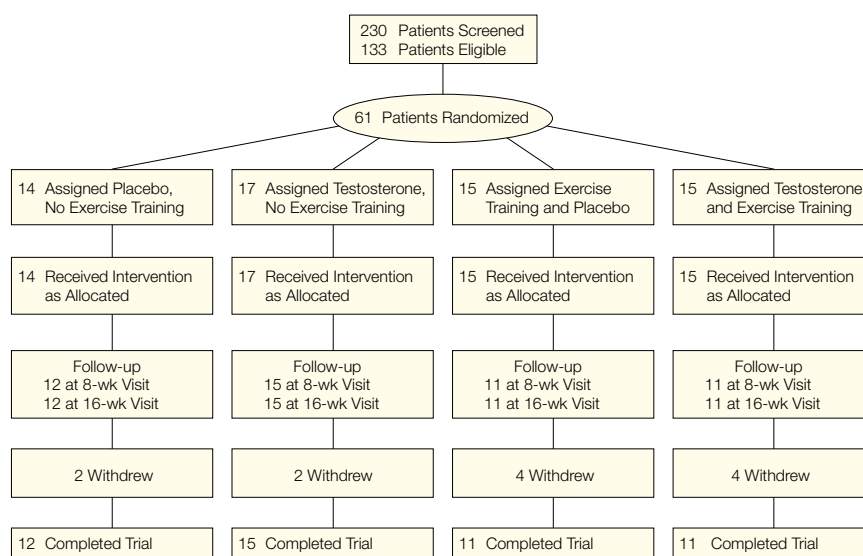 230 Patients Screened
133 Patients Eligible
61 Patients Randomized
14 Assigned Placebo,
No Exercise Training
17 Assigned Testosterone,
No Exercise Training
15 Assigned Exercise
Training and Placebo
15 Assigned Testosterone
and Exercise Training
14 Received Intervention
as Allocated
17 Received Intervention
as Allocated
15 Received Intervention
as Allocated
15 Received Intervention
as Allocated
Follow-up
12 at 8-wk Visit
12 at 16-wk Visit
Follow-up
15 at 8-wk Visit
15 at 16-wk Visit
Follow-up
11 at 8-wk Visit
11 at 16-wk Visit
Follow-up
11 at 8-wk Visit
11 at 16-wk Visit
2 Withdrew
2 Withdrew
4 Withdrew
4 Withdrew
12 Completed Trial
15 Completed Trial
11 Completed Trial
11 Completed Trial